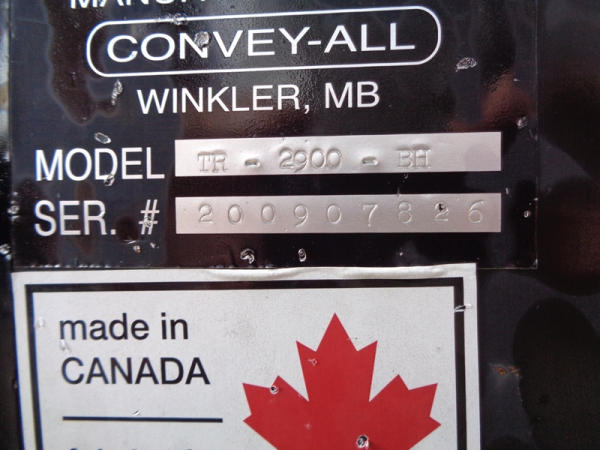 CONVEY-ALL
WINKLER, MB
MODEL TR - 2900 - BH
SER. # 200907826
made in
CANADA